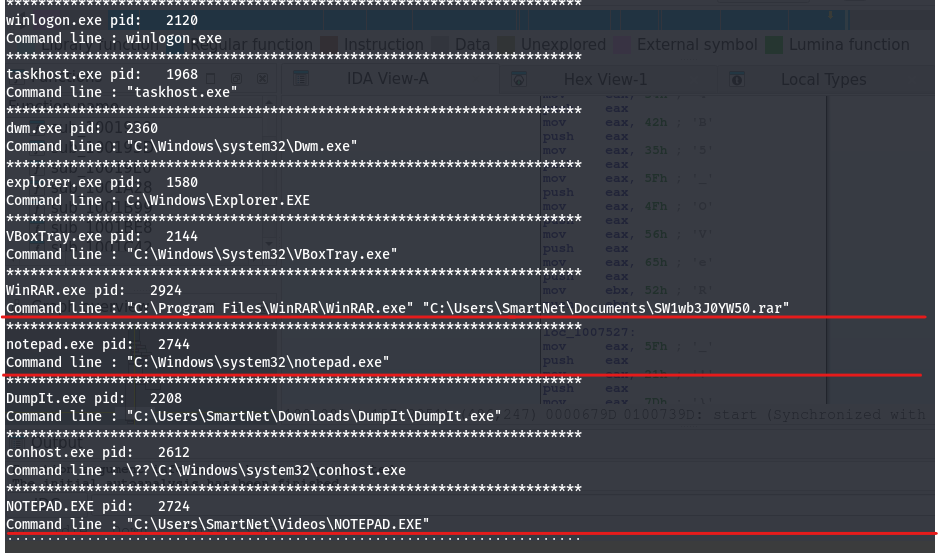 ************************************************************************
winlogon.exe pid:   2120
Command line : winlogon.exe
Library function Regular function Instruction Data Unexplored External symbol Lumina function
************************************************************************
taskhost.exe pid:   1968
Command line : "taskhost.exe"
IDA View-A Hex View-1 Local Types
Function name
************************************************************************
dwm.exe pid:   2360
Command line : "C:\Windows\system32\Dwm.exe"
************************************************************************
explorer.exe pid:   1580
Command line : C:\Windows\Explorer.EXE
************************************************************************
VBoxTray.exe pid:   2144
Command line : "C:\Windows\System32\VBoxTray.exe"
************************************************************************
WinRAR.exe pid:   2924
Command line : "C:\Program Files\WinRAR\WinRAR.exe" "C:\Users\SmartNet\Documents\SW1wb3J0YW50.rar"
************************************************************************
notepad.exe pid:   2744
Command line : "C:\Windows\system32\notepad.exe"
************************************************************************
DumpIt.exe pid:   2208
Command line : "C:\Users\SmartNet\Downloads\DumpIt\DumpIt.exe"
************************************************************************
conhost.exe pid:   2612
Command line : \??\C:\Windows\system32\conhost.exe
************************************************************************
NOTEPAD.EXE pid:   2724
Command line : "C:\Users\SmartNet\Videos\NOTEPAD.EXE"
mov eax, 42h ; 'B'
push eax
mov eax, 35h ; '5'
push eax
mov eax, 5Fh ; '_'
push eax
mov eax, 4Fh ; 'O'
push eax
mov eax, 56h ; 'V'
push eax
mov eax, 65h ; 'e'
push eax
mov ebx, 52h ; 'R'
loc_1007527:
mov eax, 5Fh ; '_'
push eax
0000679D 0100739D: start (Synchronized with
Output